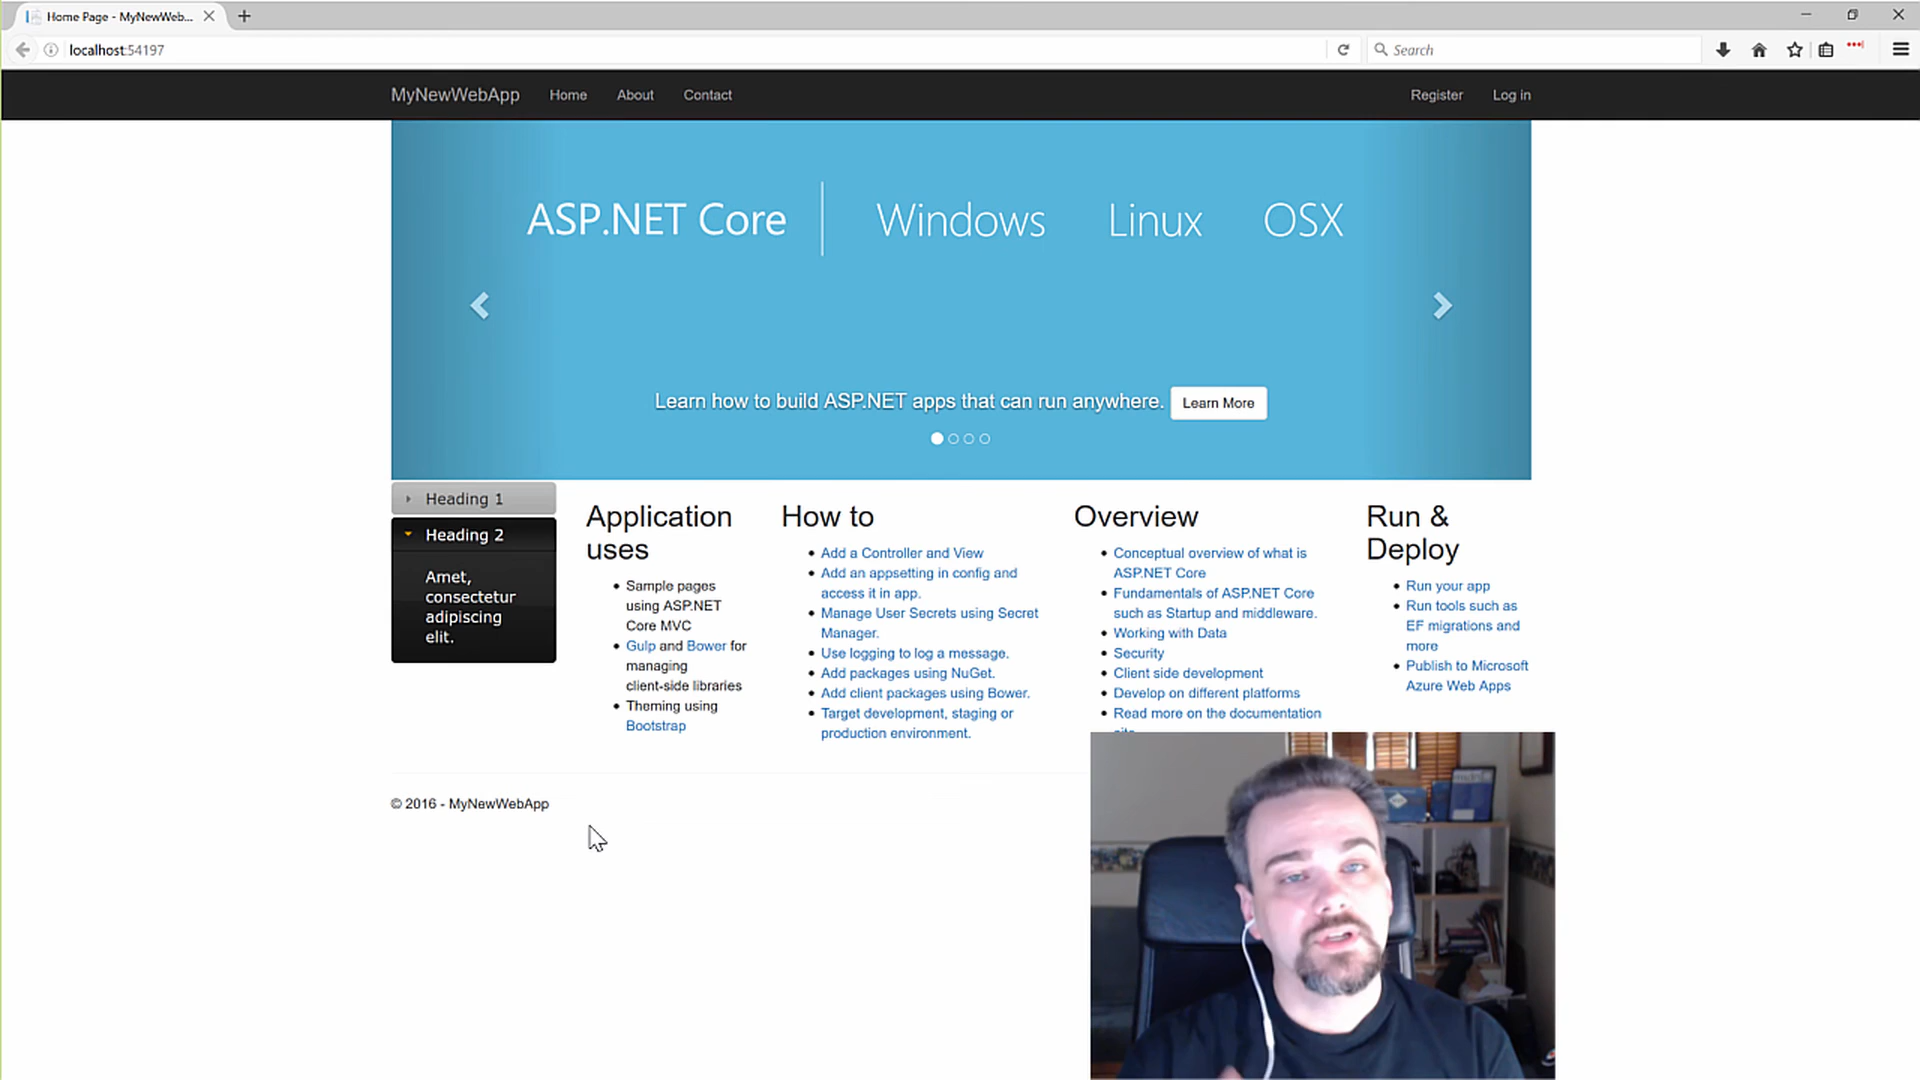 Home Page - MyNewWeb...
localhost:54197
Search
MyNewWebApp Home About Contact Register Log in
ASP.NET Core Windows Linux OSX
Learn how to build ASP.NET apps that can run anywhere. Learn More
Heading 1
Heading 2
Amet,
consectetur
adipiscing
elit.
Application
uses
Sample pages
using ASP.NET
Core MVC
Gulp and Bower for
managing
client-side libraries
Theming using
Bootstrap
How to
Add a Controller and View
Add an appsetting in config and
access it in app.
Manage User Secrets using Secret
Manager.
Use logging to log a message.
Add packages using NuGet.
Add client packages using Bower.
Target development, staging or
production environment.
Overview
Conceptual overview of what is
ASP.NET Core
Fundamentals of ASP.NET Core
such as Startup and middleware.
Working with Data
Security
Client side development
Develop on different platforms
Read more on the documentation
Run &
Deploy
Run your app
Run tools such as
EF migrations and
more
Publish to Microsoft
Azure Web Apps
© 2016 - MyNewWebApp